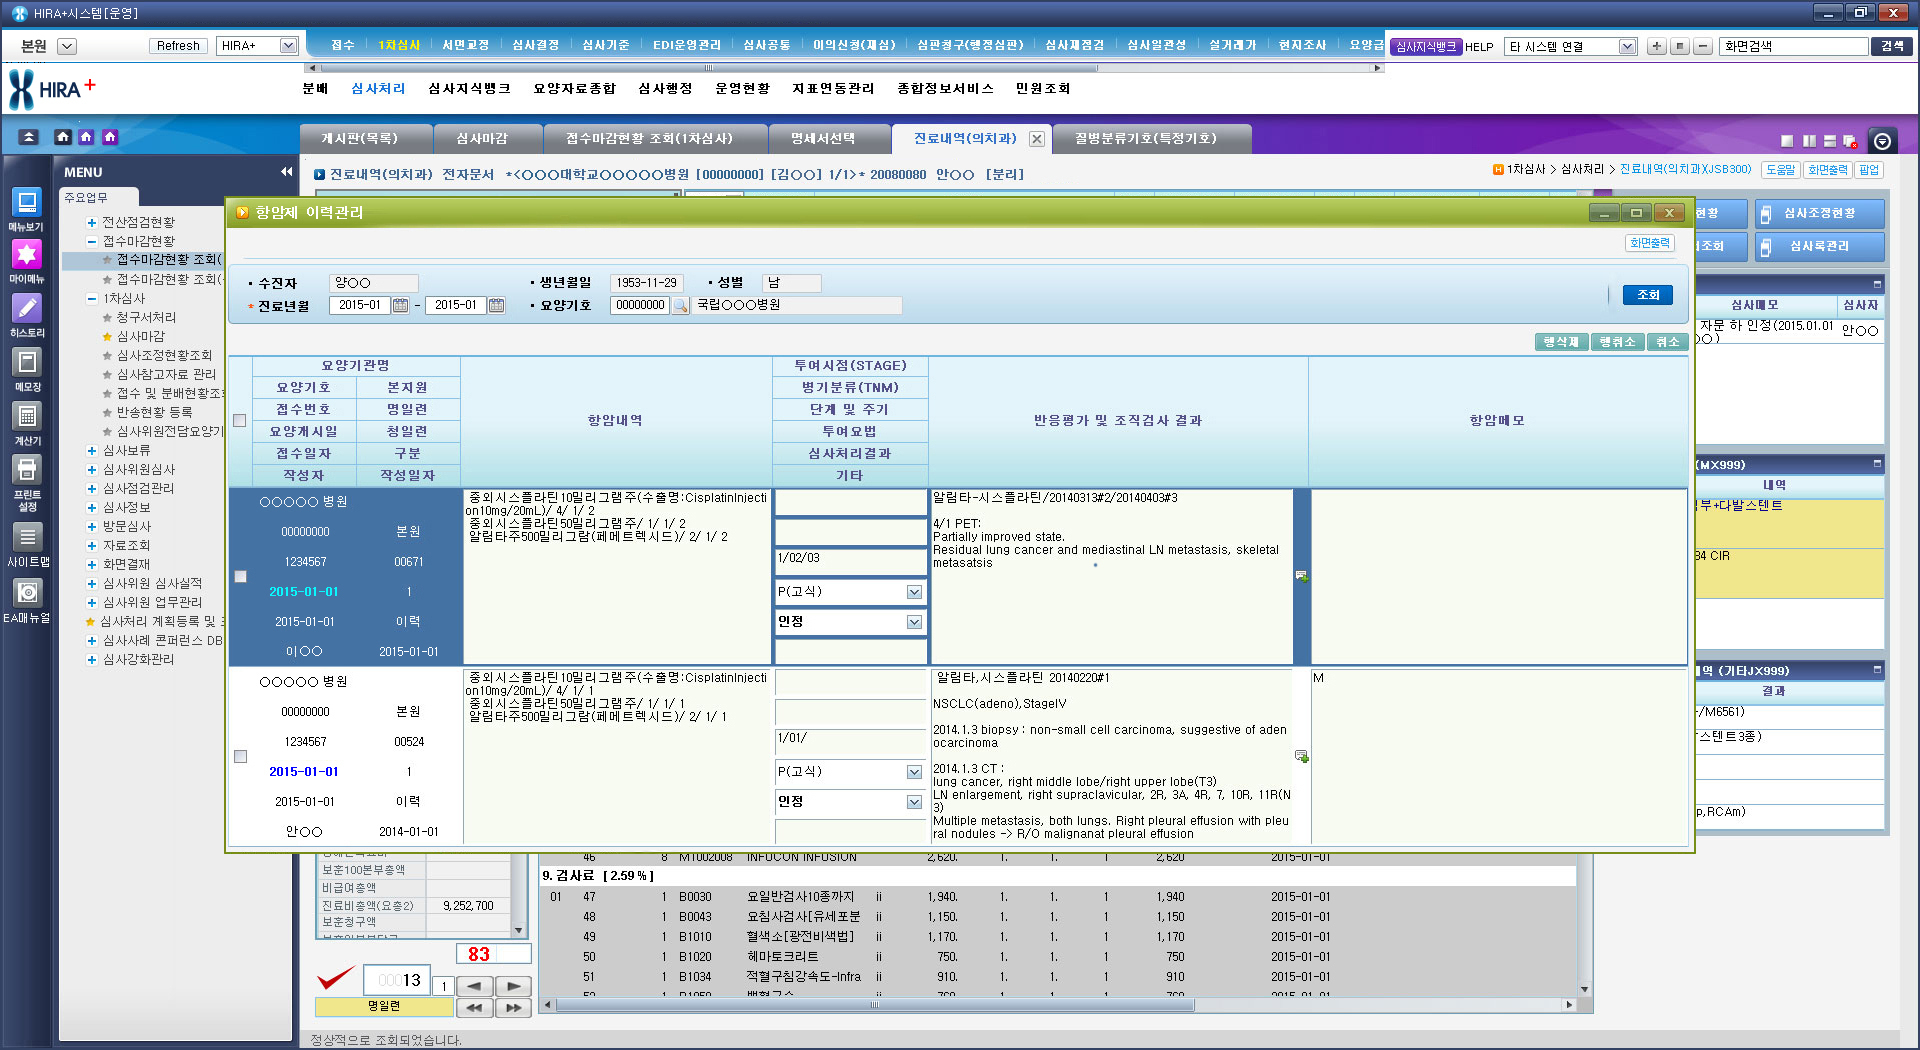 HIRA+시스템[운영]
본원
Refresh
HIRA+
접수 1차심사 서면교정 심사결정 심사기준 EDI운영관리 심사공통 이의신청(재심) 심판청구(행정심판) 심사재점검 심사일관성 실거래가 현지조사 요양급
심사지식뱅크 HELP 타 시스템 연결 화면검색 검색
HIRA+
분배 심사처리 심사지식뱅크 요양자료종합 심사행정 운영현황 지표연동관리 종합정보서비스 민원조회
게시판(목록) 심사마감 접수마감현황 조회(1차심사) 명세서선택 진료내역(의치과) 질병분류기호(특정기호)
MENU
주요업무
진료내역(의치과) 전자문서 *<○○○대학교○○○○○병원 [00000000] [김○○] 1/1>* 20080080 안○○ [분리]
1차심사 > 심사처리 > 진료내역(의치과)(JSB300) 도움말 화면출력 팝업
메뉴보기
마이메뉴
히스토리
메모장
계산기
프린트
설정
사이트맵
EA매뉴얼
전산점검현황
접수마감현황
접수마감현황 조회(
접수마감현황 조회(
1차심사
청구서처리
심사마감
심사조정현황조회
심사참고자료 관리
접수 및 분배현황조
반송현황 등록
심사위원전담요양기
심사보류
심사위원심사
심사점검관리
심사정보
방문심사
자료조회
화면결재
심사위원 심사실적
심사위원 업무관리
심사처리 계획등록 및
심사사례 콘퍼런스 DB
심사강화관리
항암제 이력관리
화면출력
수진자 양○○ 생년월일 1953-11-29 성별 남
* 진료년월 2015-01 - 2015-01 요양기호 00000000 국립○○○병원
조회
행삭제 행취소 취소
요양기관명
요양기호 본지원
접수번호 명일련
요양개시일 청일련
접수일자 구분
작성자 작성일자
항암내역
투여시점(STAGE)
병기분류(TNM)
단계 및 주기
투여요법
심사처리결과
기타
반응평가 및 조직검사 결과
항암메모
○○○○○ 병원
00000000 본원
1234567 00671
2015-01-01 1
2015-01-01 이력
이○○ 2015-01-01
중외시스플라틴10밀리그램주(수출명:CisplatinInjecti
on10mg/20mL)/ 4/ 1/ 2
중외시스플라틴50밀리그램주/ 1/ 1/ 2
알림타주500밀리그람(페메트렉시드)/ 2/ 1/ 2
1/02/03
P(고식)
인정
알림타-시스플라틴/20140313#2/20140403#3
4/1 PET:
Partially improved state.
Residual lung cancer and mediastinal LN metastasis, skeletal
metasatsis
○○○○○ 병원
00000000 본원
1234567 00524
2015-01-01 1
2015-01-01 이력
안○○ 2014-01-01
중외시스플라틴10밀리그램주(수출명:CisplatinInjecti
on10mg/20mL)/ 4/ 1/ 1
중외시스플라틴50밀리그램주/ 1/ 1/ 1
알림타주500밀리그람(페메트렉시드)/ 2/ 1/ 1
1/01/
P(고식)
인정
알림타,시스플라틴 20140220#1
NSCLC(adeno),StageIV
2014.1.3 biopsy : non-small cell carcinoma, suggestive of aden
ocarcinoma
2014.1.3 CT :
lung cancer, right middle lobe/right upper lobe(T3)
LN enlargement, right supraclavicular, 2R, 3A, 4R, 7, 10R, 11R(N
3)
Multiple metastasis, both lungs. Right pleural effusion with pleu
ral nodules -> R/O malignanat pleural effusion
M
현황 심사조정현황
조회 심사록관리
심사메모 심사자
자문 하 인정(2015.01.01 안○○
○○)
(MX999)
내역
부+다발스텐트
34 CIR
내역 (기타JX999)
결과
-/M6561)
스텐트3종)
p,RCAm)
보훈100본부총액
비급여총액
진료비총액(요총2) 9,252,700
보훈청구액
83
00013 1
명일련
46 8 M1002008 INFUCON INFUSION 2,620. 1. 1. 1 2,620 2015-01-01
9. 검사료 [ 2.59 % ]
01 47 1 B0030 요일반검사10종까지 ii 1,940. 1. 1. 1 1,940 2015-01-01
48 1 B0043 요침사검사[유세포분 ii 1,150. 1. 1. 1 1,150 2015-01-01
49 1 B1010 혈색소[광전비색법] ii 1,170. 1. 1. 1 1,170 2015-01-01
50 1 B1020 헤마토크리트 ii 750. 1. 1. 1 750 2015-01-01
51 1 B1034 적혈구침강속도-Infra ii 910. 1. 1. 1 910 2015-01-01
52 1 B1050 백혈구수 ii 760. 1. 1. 1 760 2015-01-01
정상적으로 조회되었습니다.